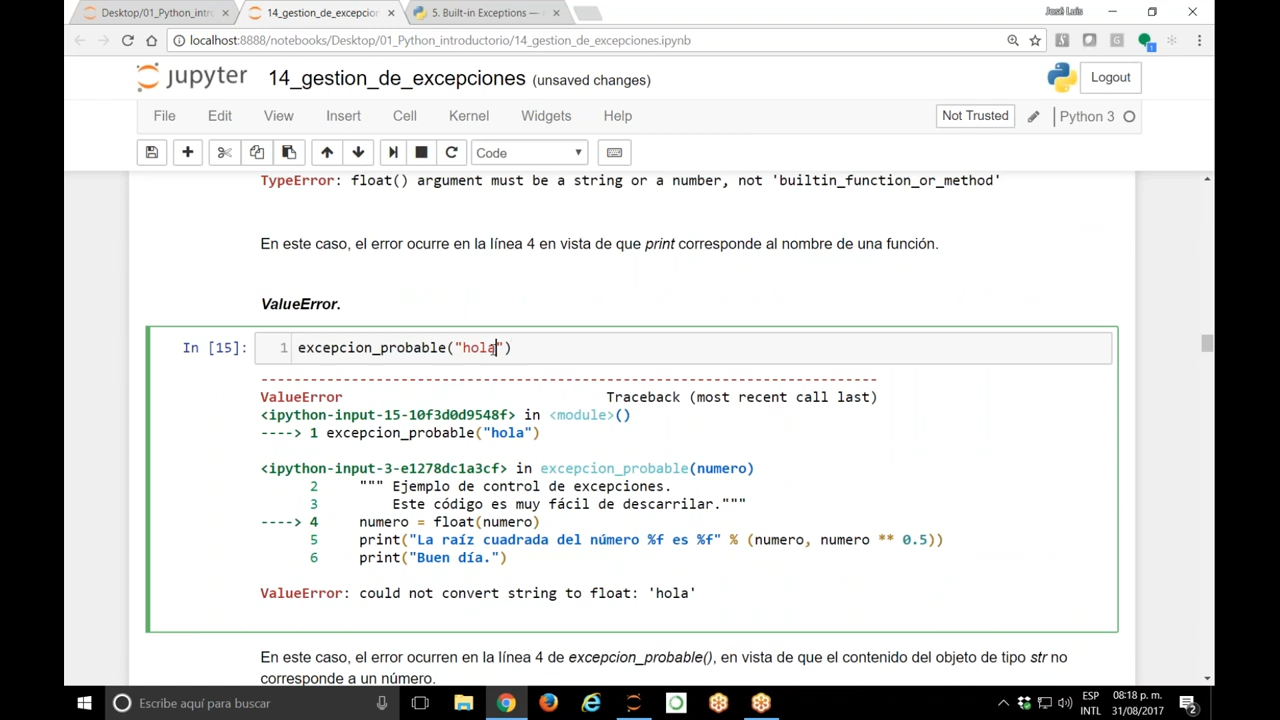 Desktop/01_Python_intro
14_gestion_de_excepcion
5. Built-in Exceptions —
José Luis
localhost:8888/notebooks/Desktop/01_Python_introductorio/14_gestion_de_excepciones.ipynb
jupyter 14_gestion_de_excepciones (unsaved changes)
Logout
File Edit View Insert Cell Kernel Widgets Help
Not Trusted
Python 3
Code
TypeError: float() argument must be a string or a number, not 'builtin_function_or_method'
En este caso, el error ocurre en la línea 4 en vista de que print corresponde al nombre de una función.
ValueError.
In [15]: 1 excepcion_probable("hola")
---------------------------------------------------------------------------
ValueError Traceback (most recent call last)
<ipython-input-15-10f3d0d9548f> in <module>()
----> 1 excepcion_probable("hola")
<ipython-input-3-e1278dc1a3cf> in excepcion_probable(numero)
2 """ Ejemplo de control de excepciones.
3 Este código es muy fácil de descarrilar."""
----> 4 numero = float(numero)
5 print("La raíz cuadrada del número %f es %f" % (numero, numero ** 0.5))
6 print("Buen día.")
ValueError: could not convert string to float: 'hola'
En este caso, el error ocurren en la línea 4 de excepcion_probable(), en vista de que el contenido del objeto de tipo str no
corresponde a un número.
Escribe aquí para buscar
ESP
INTL
08:18 p. m.
31/08/2017
2